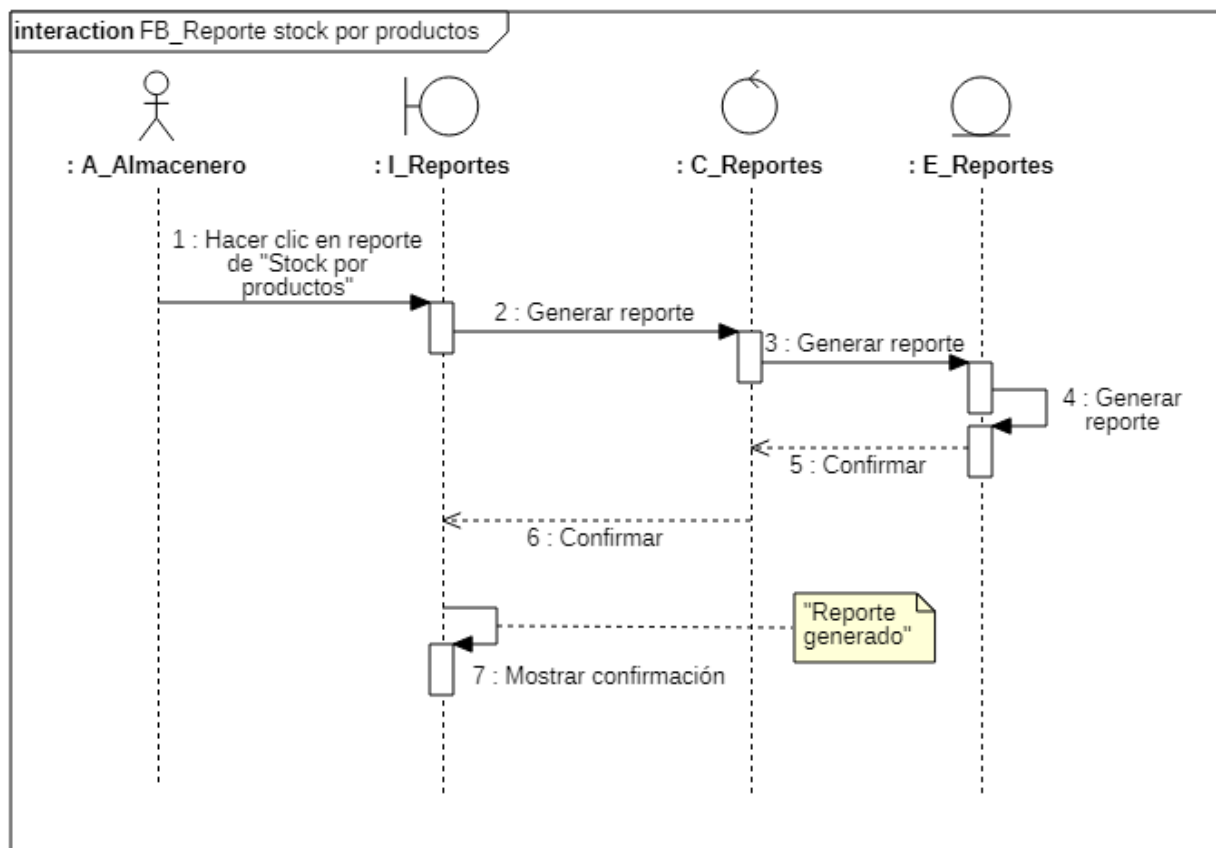 interaction FB_Reporte stock por productos
: A_Almacenero
: I_Reportes
: C_Reportes
: E_Reportes
1 : Hacer clic en reporte
de "Stock por
productos"
2 : Generar reporte
3 : Generar reporte
4 : Generar
reporte
5 : Confirmar
6 : Confirmar
"Reporte
generado"
7 : Mostrar confirmación